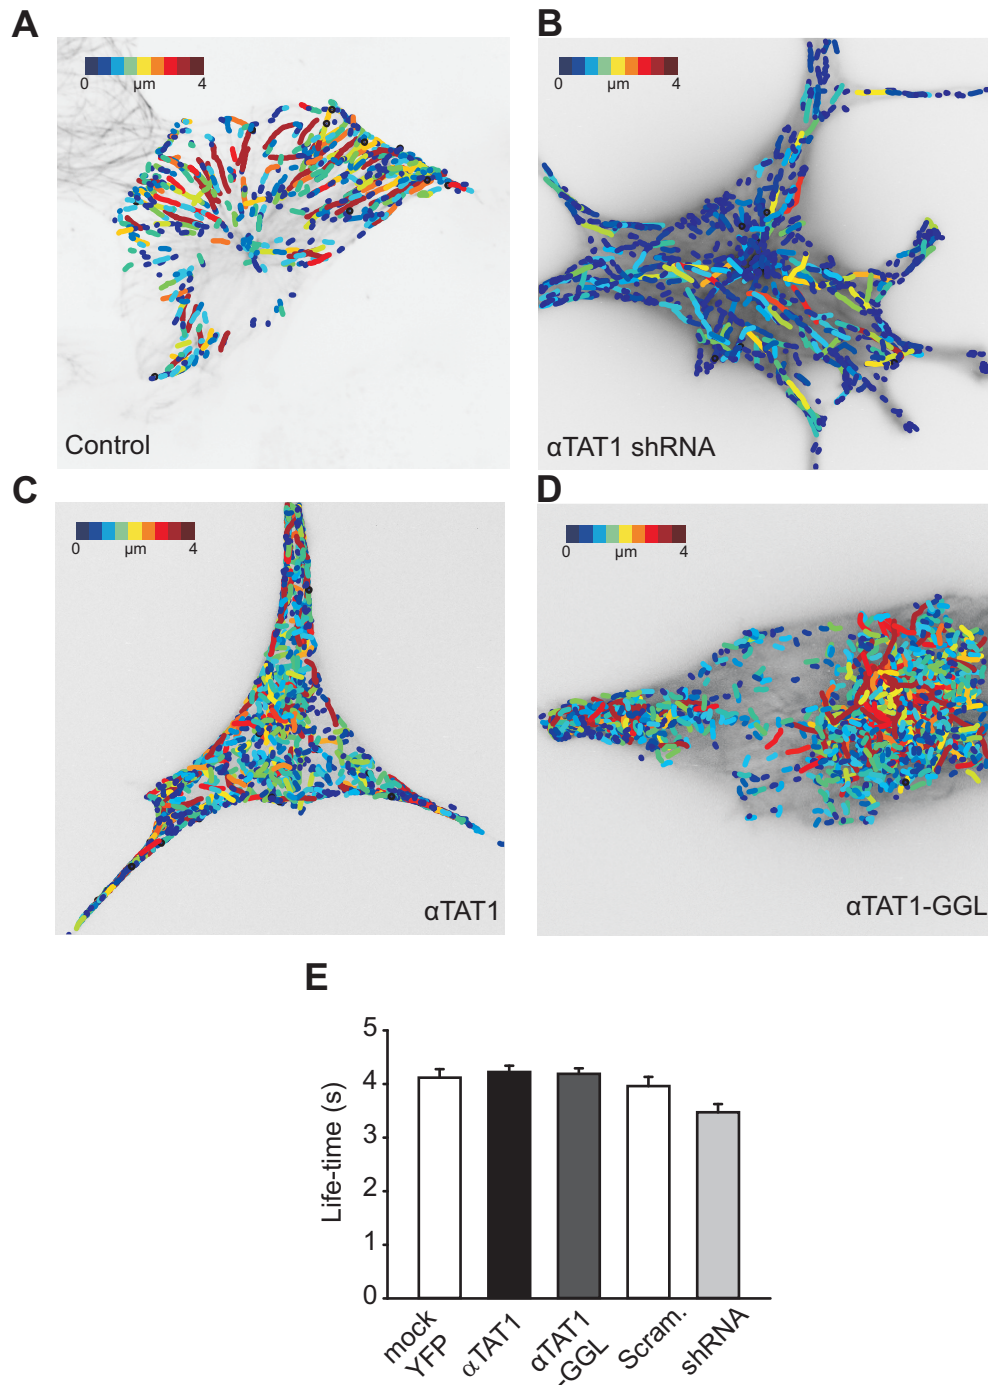 A
0 µm 4
Control
B
0 µm 4
αTAT1 shRNA
C
0 µm 4
αTAT1
D
0 µm 4
αTAT1-GGL
E
Life-time (s)
5
4
3
2
1
0
mock
YFP
αTAT1
αTAT1
-GGL
Scram.
shRNA